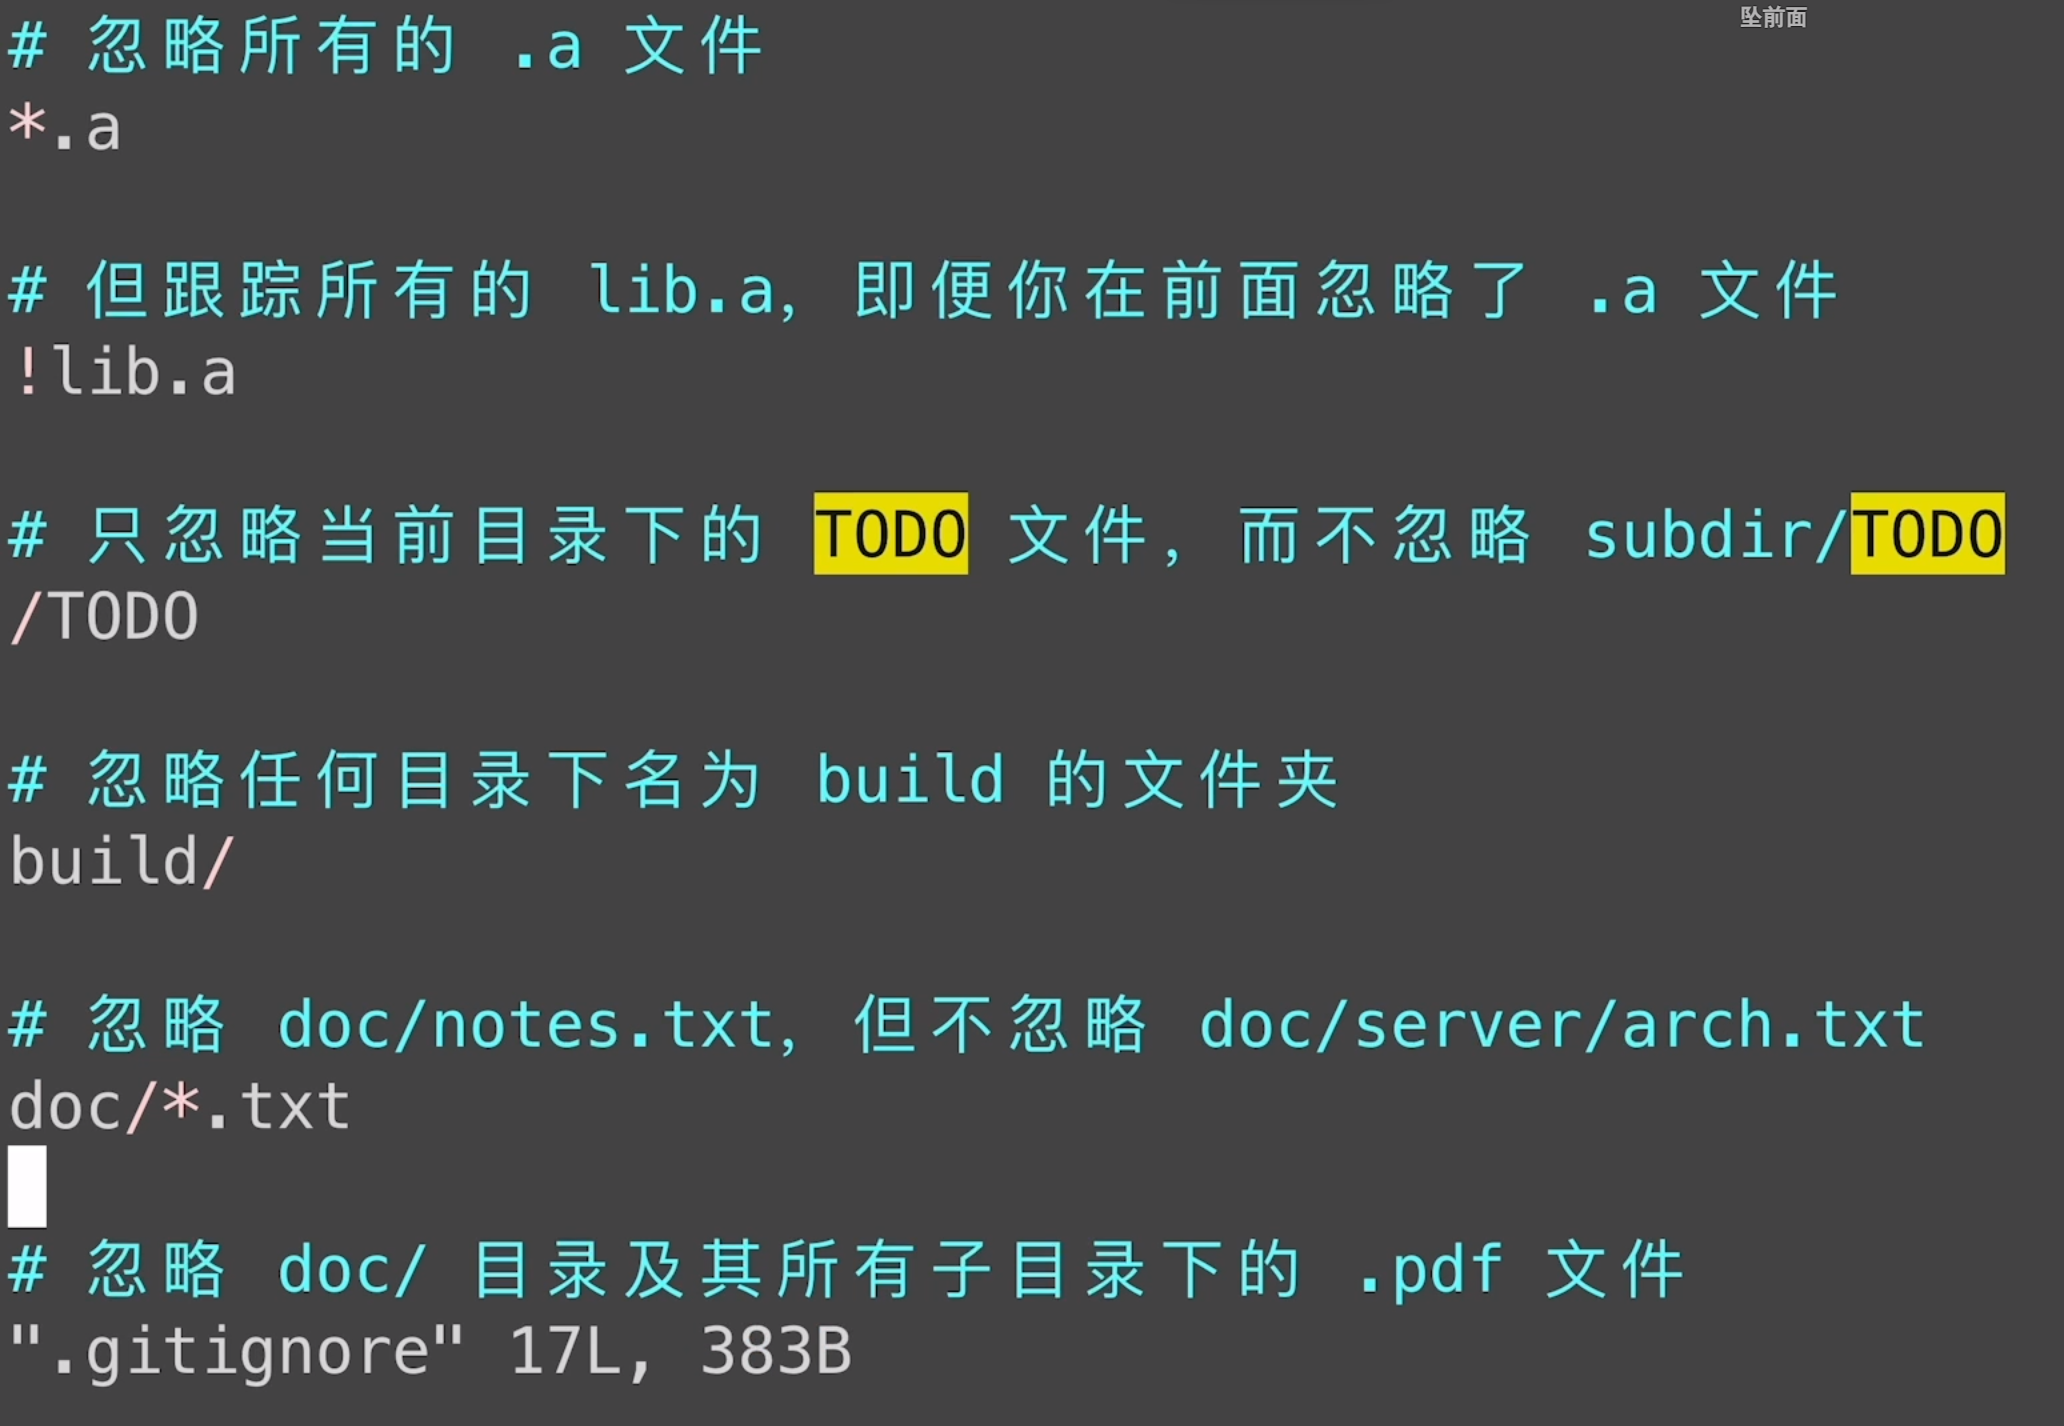 坠前面
# 忽略所有的 .a 文件
*.a
# 但跟踪所有的 lib.a, 即便你在前面忽略了 .a 文件
!lib.a
# 只忽略当前目录下的 TODO 文件, 而不忽略 subdir/TODO
/TODO
# 忽略任何目录下名为 build 的文件夹
build/
# 忽略 doc/notes.txt, 但不忽略 doc/server/arch.txt
doc/*.txt
# 忽略 doc/ 目录及其所有子目录下的 .pdf 文件
".gitignore" 17L, 383B